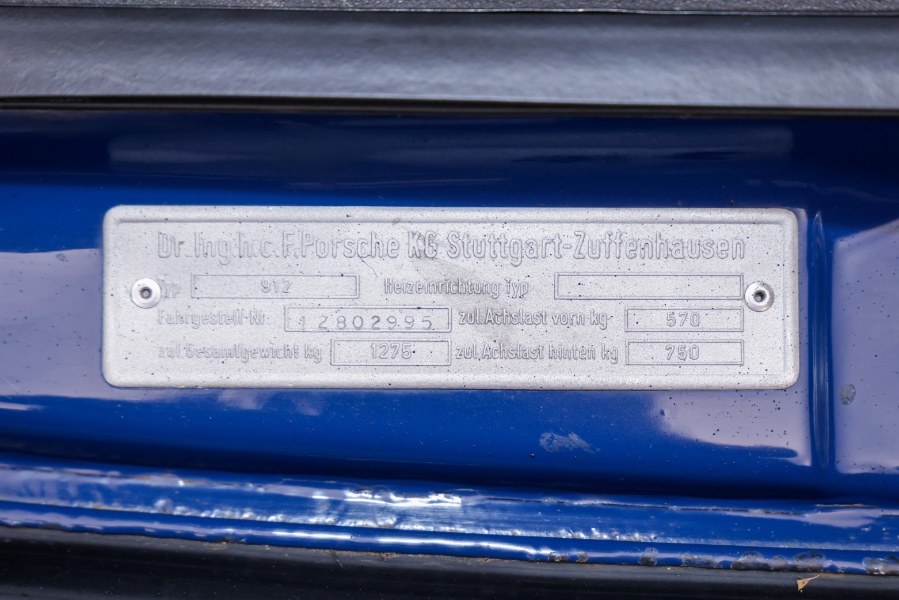 Dr. Ing. h.c. F. Porsche KG Stuttgart-Zuffenhausen
Typ 912 Heizeinrichtung Typ
Fahrgestell-Nr. 12802995 zul. Achslast vorn kg 570
zul. Gesamtgewicht kg 1275 zul. Achslast hinten kg 750